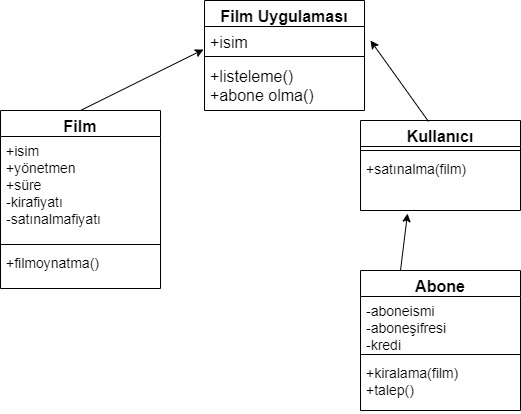 Film Uygulaması
+isim
+listeleme()
+abone olma()
Film
+isim
+yönetmen
+süre
-kirafiyatı
-satınalmafiyatı
+filmoynatma()
Kullanıcı
+satınalma(film)
Abone
-aboneismi
-aboneşifresi
-kredi
+kiralama(film)
+talep()